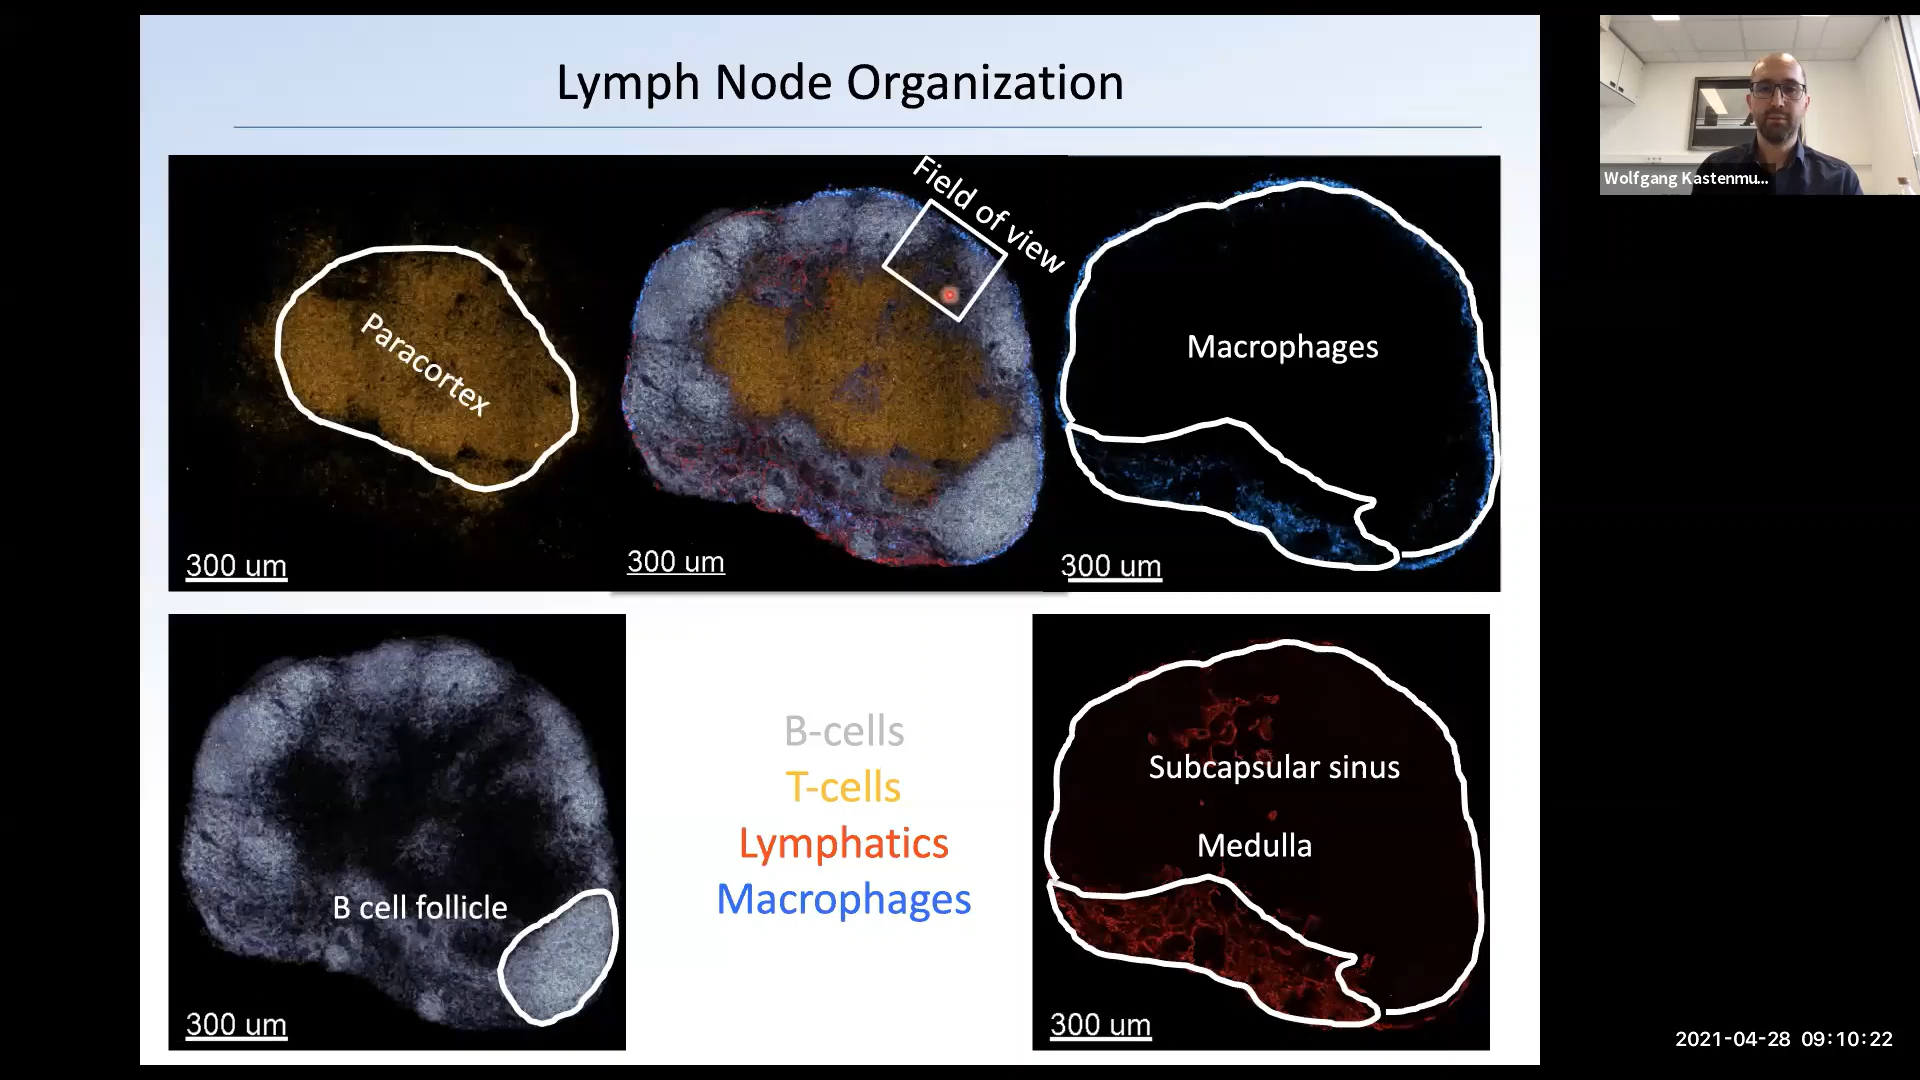 Lymph Node Organization
Wolfgang Kastenmu...
Paracortex
300 um
Field of view
300 um
Macrophages
300 um
B cell follicle
300 um
B-cells
T-cells
Lymphatics
Macrophages
Subcapsular sinus
Medulla
300 um
2021-04-28 09:10:22